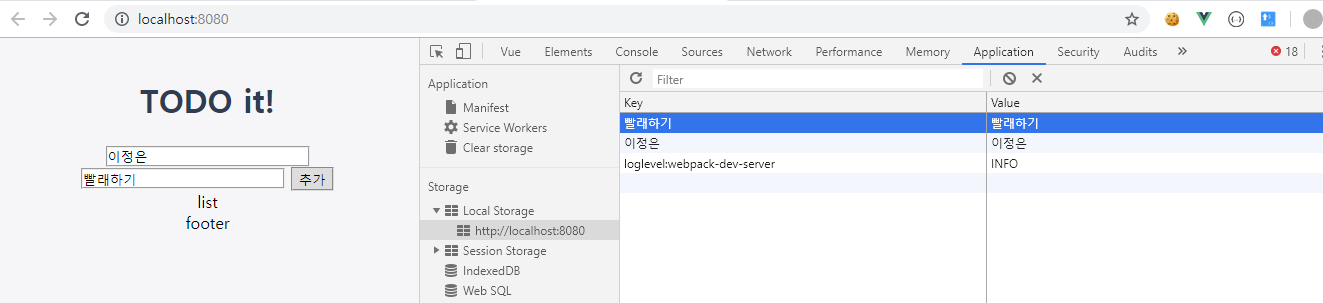 localhost:8080
TODO it!
이정은
빨래하기 추가
list
footer
Vue Elements Console Sources Network Performance Memory Application Security Audits » 18
Application
Manifest
Service Workers
Clear storage
Storage
Local Storage
http://localhost:8080
Session Storage
IndexedDB
Web SQL
Filter
Key Value
빨래하기 빨래하기
이정은 이정은
loglevel:webpack-dev-server INFO